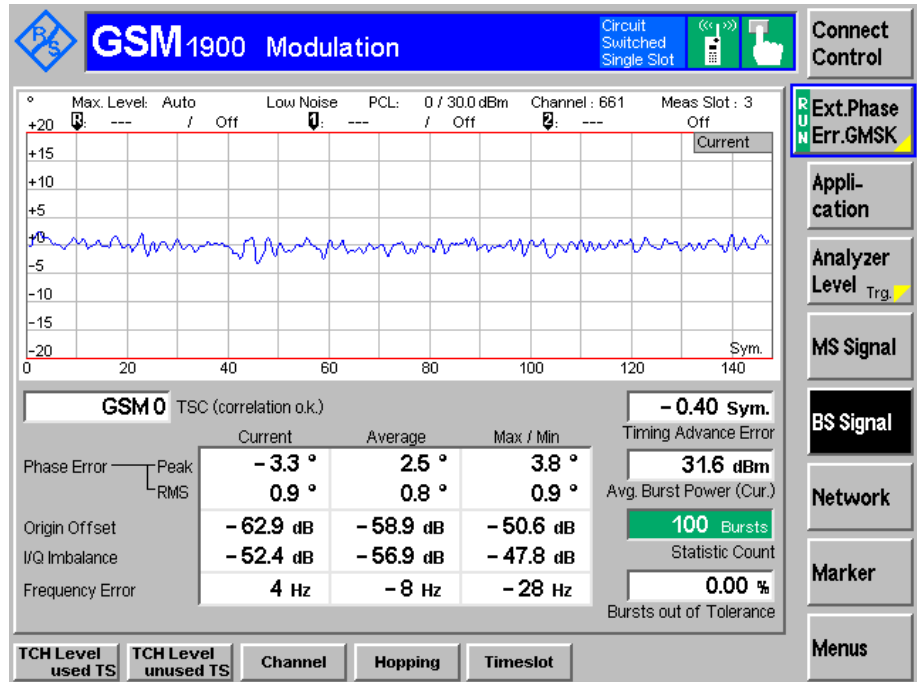 R&S GSM 1900 Modulation Circuit Switched Single Slot
Connect Control
° Max. Level: Auto Low Noise PCL: 0 / 30.0 dBm Channel : 661 Meas Slot : 3
R: --- / Off 1: --- / Off 2: --- Off
Current
+20
+15
+10
+5
+0
-5
-10
-15
-20
Sym.
0 20 40 60 80 100 120 140
GSM 0 TSC (correlation o.k.)
Current Average Max / Min
Phase Error Peak – 3.3 ° 2.5 ° 3.8 °
RMS 0.9 ° 0.8 ° 0.9 °
Origin Offset – 62.9 dB – 58.9 dB – 50.6 dB
I/Q Imbalance – 52.4 dB – 56.9 dB – 47.8 dB
Frequency Error 4 Hz – 8 Hz – 28 Hz
– 0.40 Sym.
Timing Advance Error
31.6 dBm
Avg. Burst Power (Cur.)
100 Bursts
Statistic Count
0.00 %
Bursts out of Tolerance
RUN
Ext.Phase
Err.GMSK
Appli-
cation
Analyzer
Level Trg.
MS Signal
BS Signal
Network
Marker
Menus
TCH Level
used TS
TCH Level
unused TS
Channel
Hopping
Timeslot